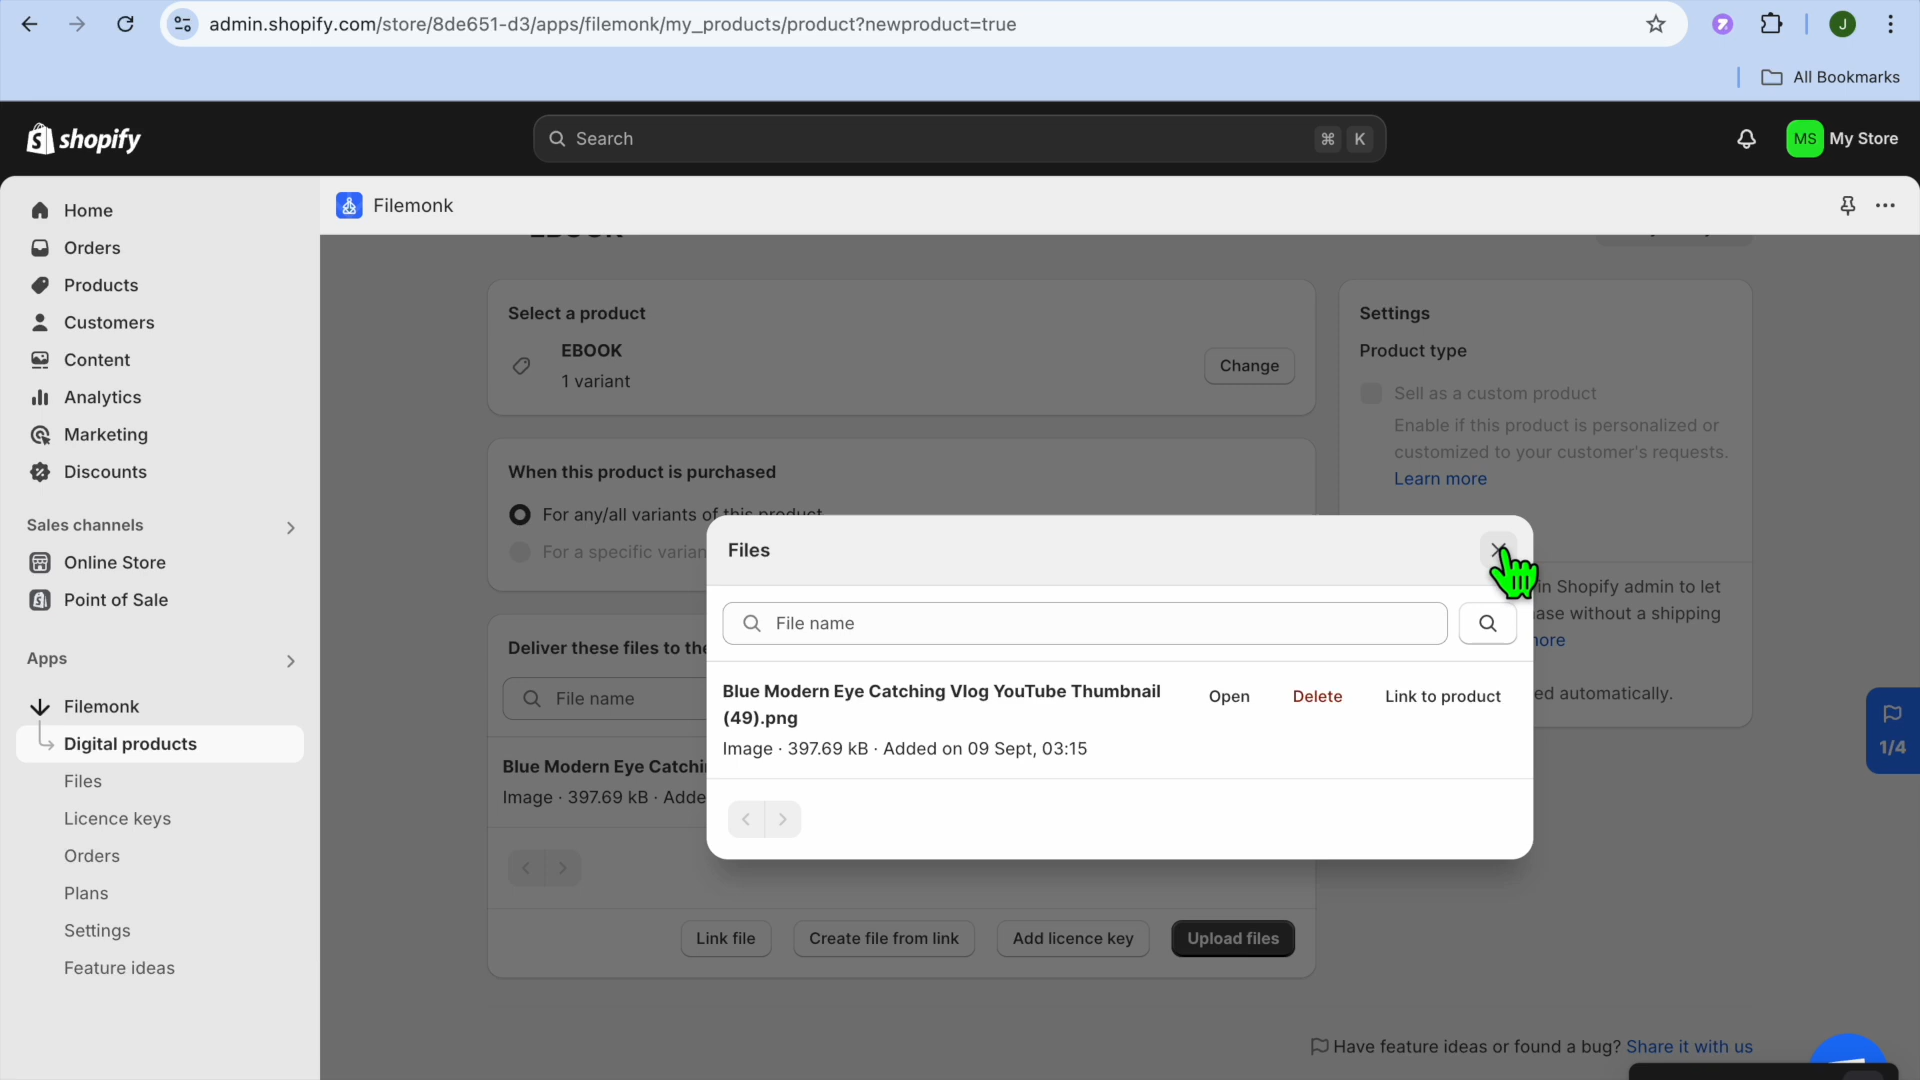 admin.shopify.com/store/8de651-d3/apps/filemonk/my_products/product?newproduct=true
J
All Bookmarks
shopify
Search
⌘ K
MS My Store
Home
Orders
Products
Customers
Content
Analytics
Marketing
Discounts
Sales channels
Online Store
Point of Sale
Apps
Filemonk
Digital products
Files
Licence keys
Orders
Plans
Settings
Feature ideas
Filemonk
EBOOK
Select a product
EBOOK
1 variant
Change
When this product is purchased
For any/all variants of this product
For a specific varian
Deliver these files to the
File name
Blue Modern Eye Catchi
Image · 397.69 kB · Adde
Link file
Create file from link
Add licence key
Upload files
Settings
Product type
Sell as a custom product
Enable if this product is personalized or
customized to your customer's requests.
Learn more
in Shopify admin to let
ase without a shipping
more
ed automatically.
Files
File name
Blue Modern Eye Catching Vlog YouTube Thumbnail
(49).png
Image · 397.69 kB · Added on 09 Sept, 03:15
Open
Delete
Link to product
1/4
Have feature ideas or found a bug? Share it with us